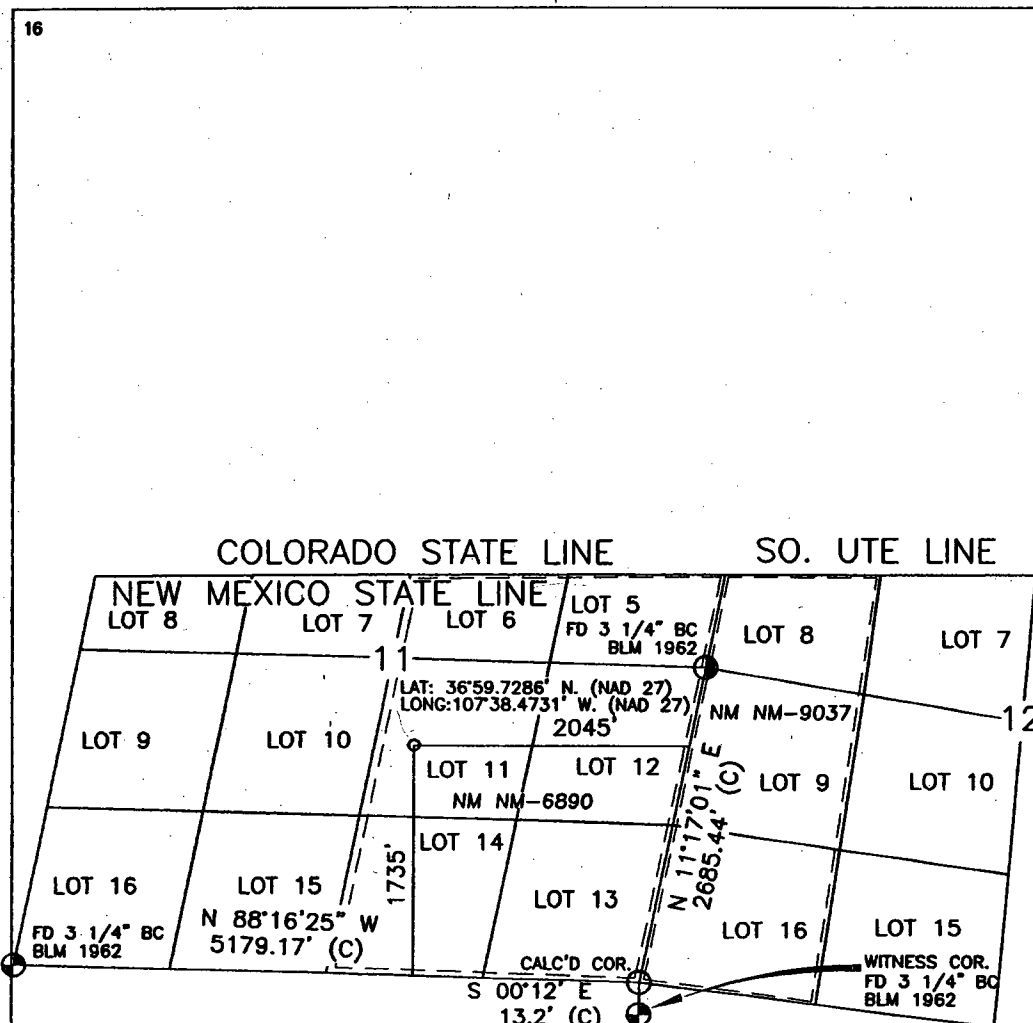 16
COLORADO STATE LINE
SO. UTE LINE
NEW MEXICO STATE LINE
LOT 8
LOT 7
LOT 6
LOT 5
FD 3 1/4" BC
BLM 1962
LOT 8
LOT 7
11
LAT: 36°59.7286' N. (NAD 27)
LONG:107°38.4731' W. (NAD 27)
2045'
NM NM-9037
12
LOT 9
LOT 10
LOT 11
LOT 12
NM NM-6890
LOT 9
LOT 10
N 11°17'01" E
2685.44' (C)
LOT 14
1735'
LOT 16
LOT 15
LOT 13
LOT 16
LOT 15
N 88°16'25" W
5179.17' (C)
FD 3 1/4" BC
BLM 1962
CALC'D COR.
S 00°12' E
13.2' (C)
WITNESS COR.
FD 3 1/4" BC
BLM 1962